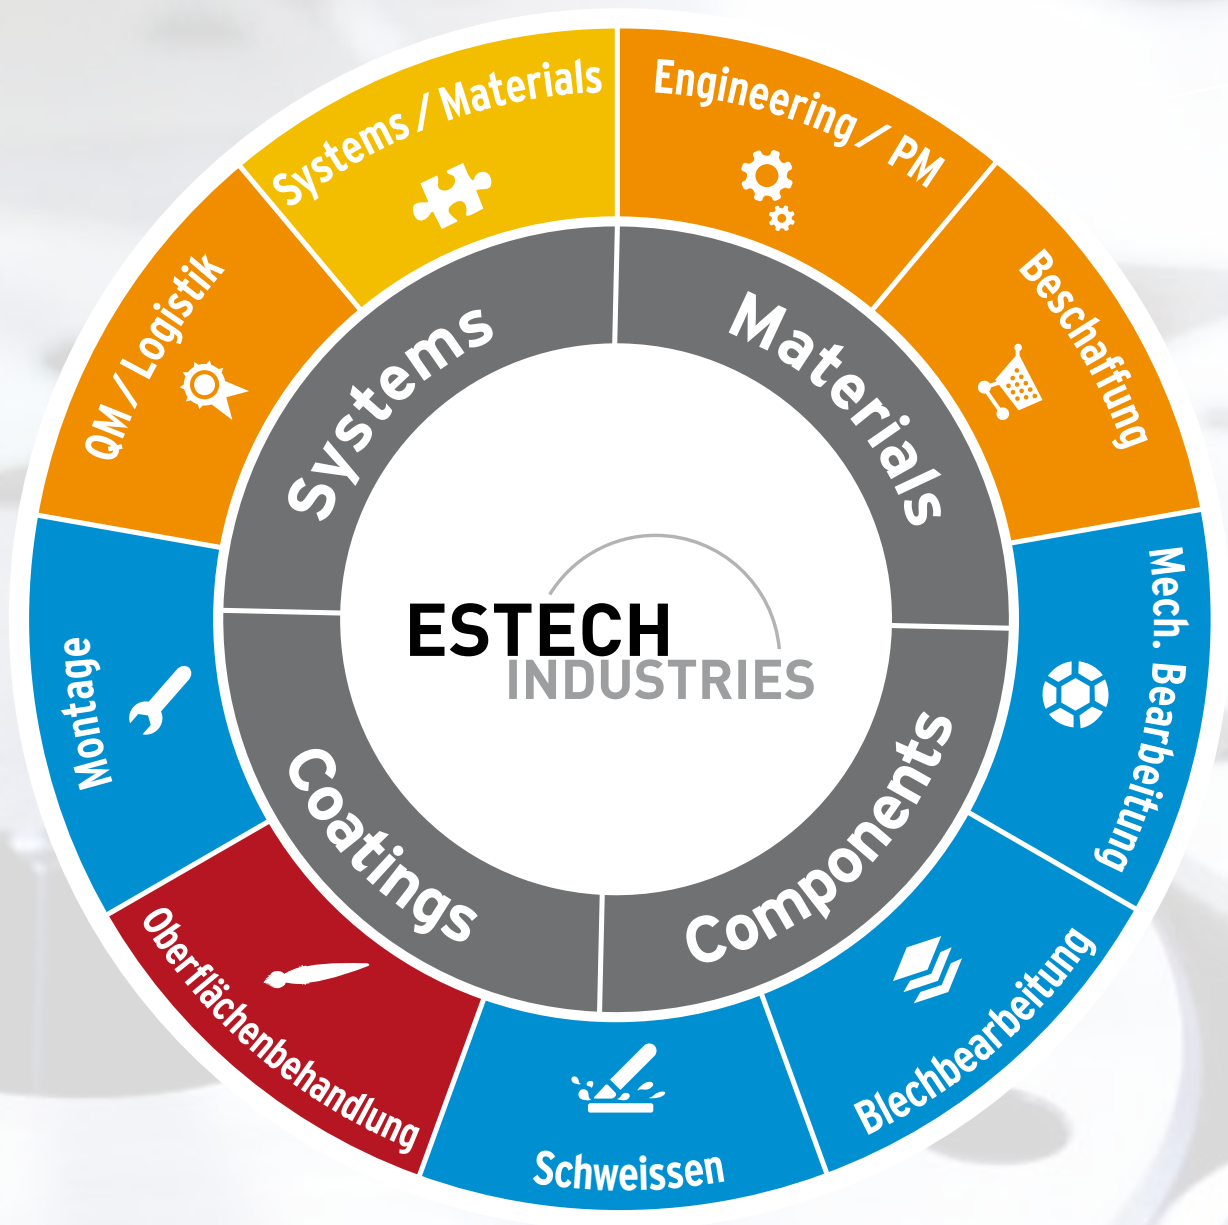 Systems / Materials
Engineering / PM
Beschaffung
Mech. Bearbeitung
Blechbearbeitung
Schweissen
Oberflächenbehandlung
Montage
QM / Logistik
Systems
Materials
Components
Coatings
ESTECH
INDUSTRIES